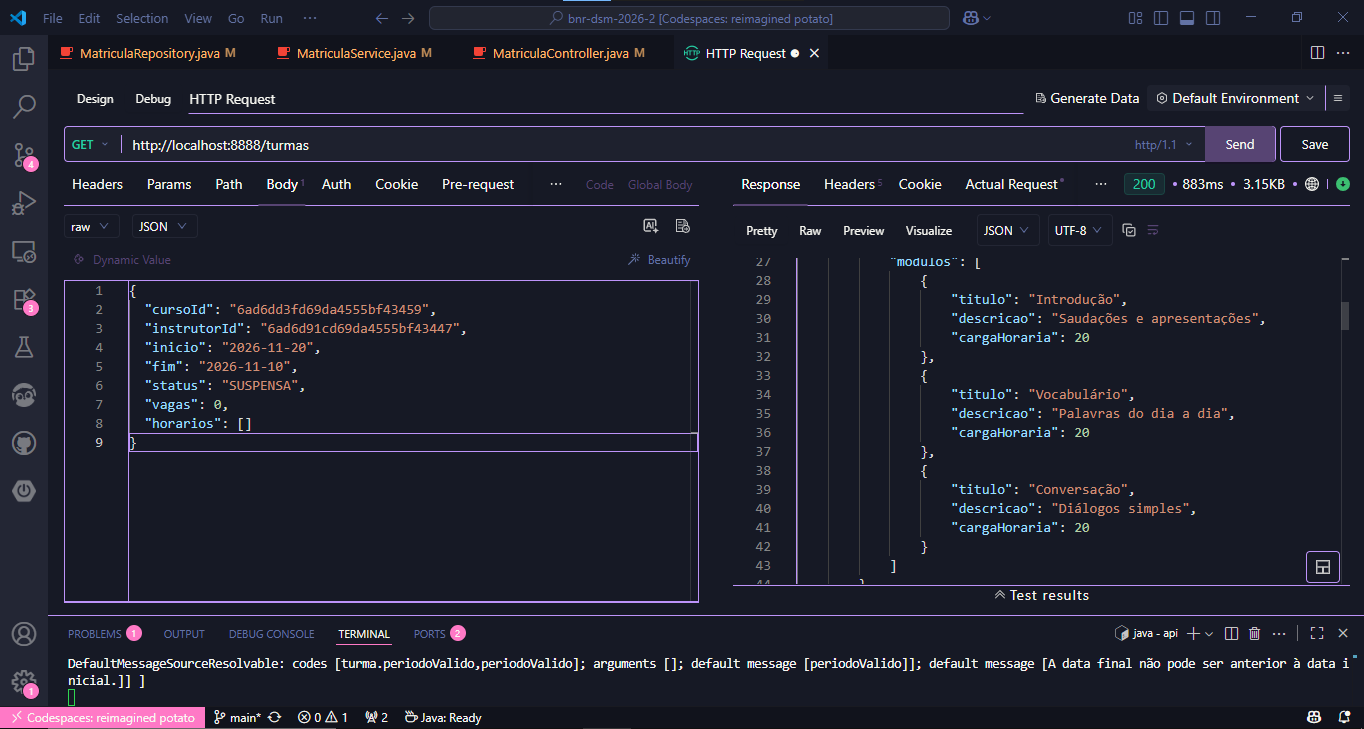 File Edit Selection View Go Run ··· bnr-dsm-2026-2 [Codespaces: reimagined potato]
MatriculaRepository.java M MatriculaService.java M MatriculaController.java M HTTP HTTP Request
Design Debug HTTP Request Generate Data Default Environment
GET http://localhost:8888/turmas http/1.1 Send Save
Headers Params Path Body 1 Auth Cookie Pre-request ··· Code Global Body
raw JSON
Dynamic Value Beautify
1 {
2 "cursoId": "6ad6dd3fd69da4555bf43459",
3 "instrutorId": "6ad6d91cd69da4555bf43447",
4 "inicio": "2026-11-20",
5 "fim": "2026-11-10",
6 "status": "SUSPENSA",
7 "vagas": 0,
8 "horarios": []
9 }
Response Headers 5 Cookie Actual Request ··· 200 • 883ms • 3.15KB •
Pretty Raw Preview Visualize JSON UTF-8
27 "modulos": [
28 {
29 "titulo": "Introdução",
30 "descricao": "Saudações e apresentações",
31 "cargaHoraria": 20
32 },
33 {
34 "titulo": "Vocabulário",
35 "descricao": "Palavras do dia a dia",
36 "cargaHoraria": 20
37 },
38 {
39 "titulo": "Conversação",
40 "descricao": "Diálogos simples",
41 "cargaHoraria": 20
42 }
43 ]
44 }
Test results
4
3
1
PROBLEMS 1 OUTPUT DEBUG CONSOLE TERMINAL PORTS 2 java - api
DefaultMessageSourceResolvable: codes [turma.periodoValido,periodoValido]; arguments []; default message [periodoValido]]; default message [A data final não pode ser anterior à data i
nicial.]] ]
Codespaces: reimagined potato main* 0 1 2 Java: Ready